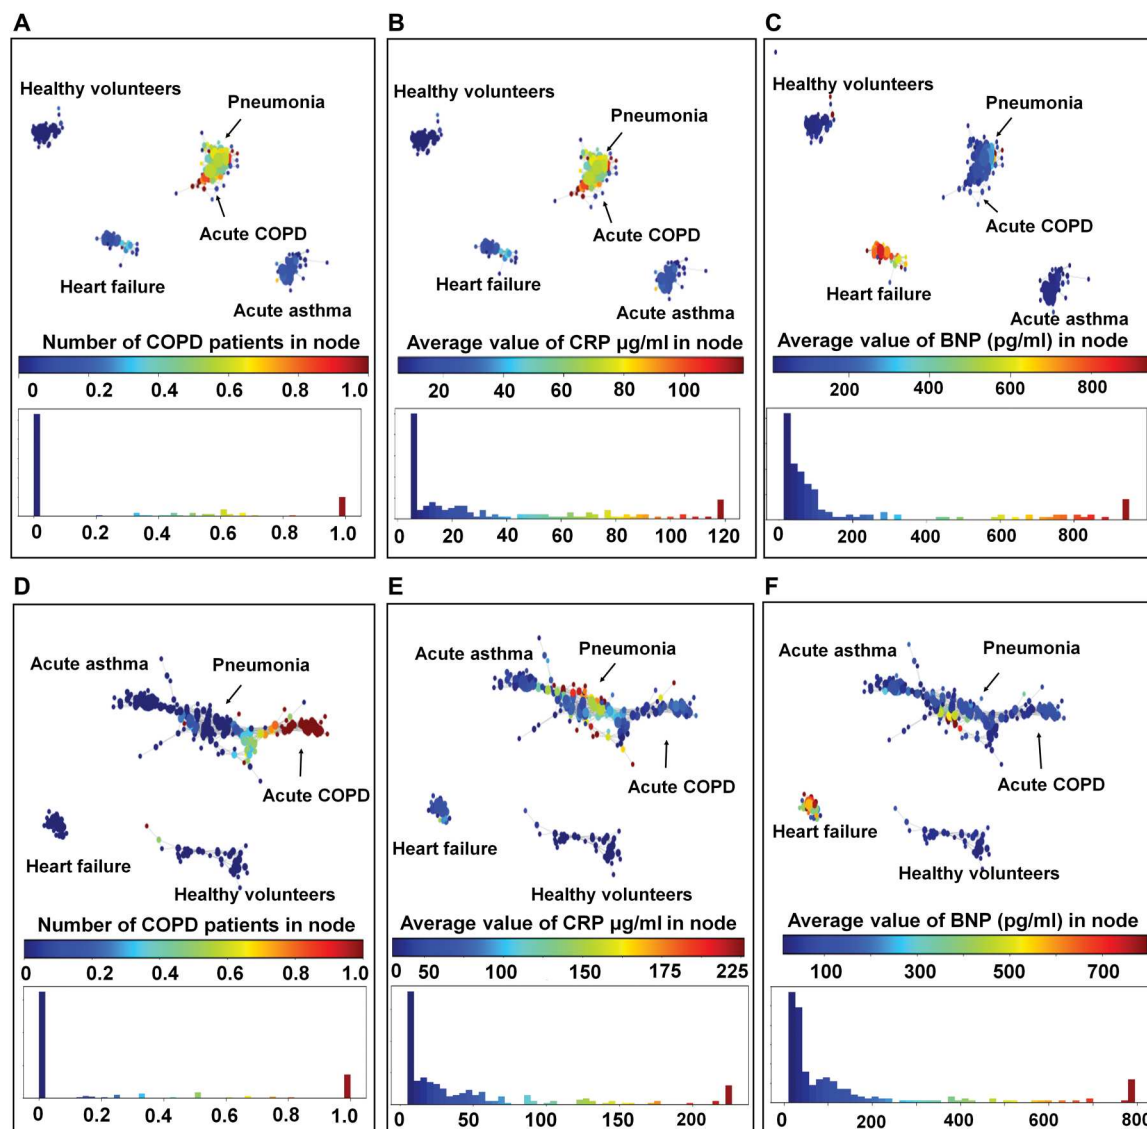 A
Healthy volunteers
Pneumonia
Acute COPD
Heart failure
Acute asthma
Number of COPD patients in node
0 0.2 0.4 0.6 0.8 1.0
0 0.2 0.4 0.6 0.8 1.0
B
Healthy volunteers
Pneumonia
Acute COPD
Heart failure
Acute asthma
Average value of CRP µg/ml in node
20 40 60 80 100
0 20 40 60 80 100 120
C
Healthy volunteers
Pneumonia
Acute COPD
Heart failure
Acute asthma
Average value of BNP (pg/ml) in node
200 400 600 800
0 200 400 600 800
D
Acute asthma
Pneumonia
Acute COPD
Heart failure
Healthy volunteers
Number of COPD patients in node
0 0.2 0.4 0.6 0.8 1.0
0 0.2 0.4 0.6 0.8 1.0
E
Acute asthma
Pneumonia
Acute COPD
Heart failure
Healthy volunteers
Average value of CRP µg/ml in node
0 50 100 150 175 225
0 50 100 150 200
F
Acute asthma
Pneumonia
Acute COPD
Heart failure
Healthy volunteers
Average value of BNP (pg/ml) in node
100 300 500 700
0 200 400 600 800